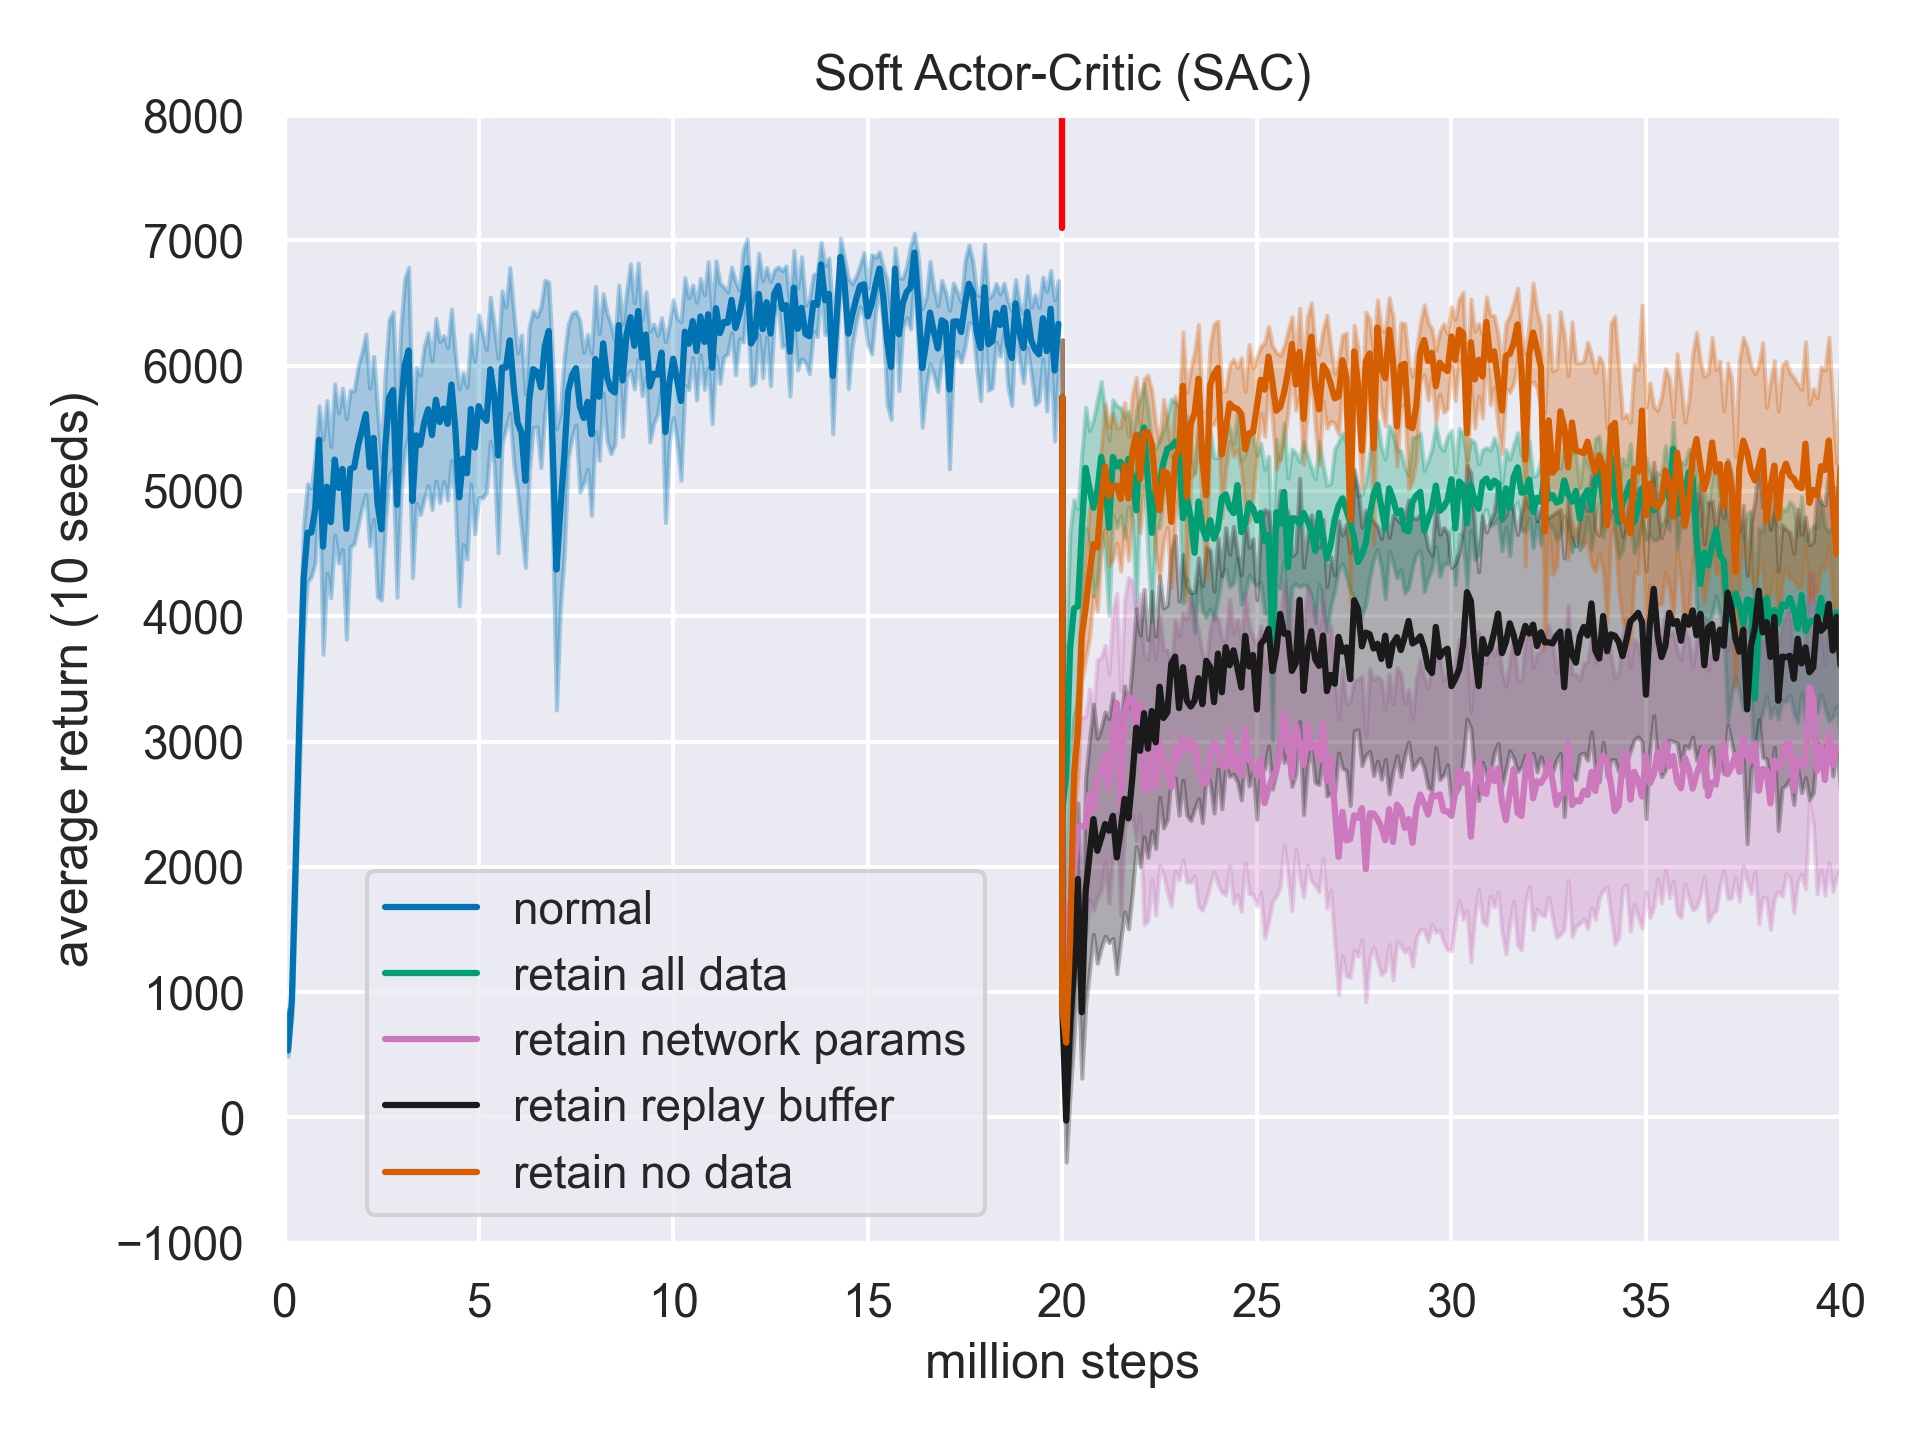 Soft Actor-Critic (SAC)
8000
7000
6000
5000
4000
3000
2000
1000
0
−1000
average return (10 seeds)
normal
retain all data
retain network params
retain replay buffer
retain no data
0 5 10 15 20 25 30 35 40
million steps